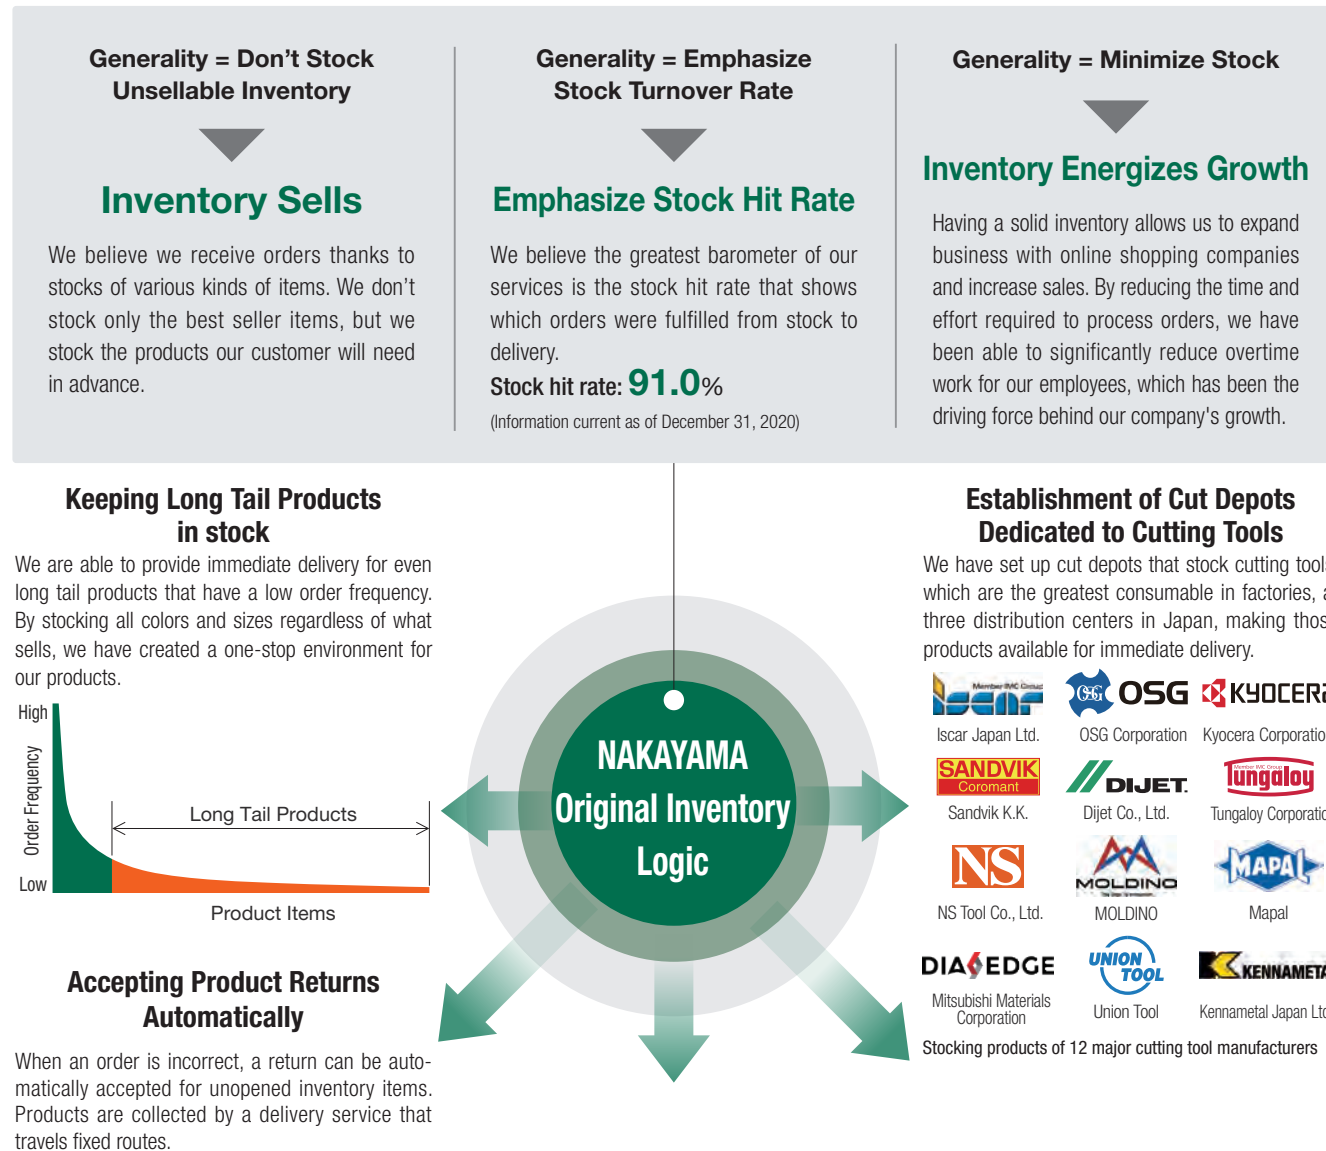 Generality = Don't Stock
Unsellable Inventory
Inventory Sells
We believe we receive orders thanks to
stocks of various kinds of items. We don't
stock only the best seller items, but we
stock the products our customer will need
in advance.
Generality = Emphasize
Stock Turnover Rate
Emphasize Stock Hit Rate
We believe the greatest barometer of our
services is the stock hit rate that shows
which orders were fulfilled from stock to
delivery.
Stock hit rate: 91.0%
(Information current as of December 31, 2020)
Generality = Minimize Stock
Inventory Energizes Growth
Having a solid inventory allows us to expand
business with online shopping companies
and increase sales. By reducing the time and
effort required to process orders, we have
been able to significantly reduce overtime
work for our employees, which has been the
driving force behind our company's growth.
Keeping Long Tail Products
in stock
We are able to provide immediate delivery for even
long tail products that have a low order frequency.
By stocking all colors and sizes regardless of what
sells, we have created a one-stop environment for
our products.
High
Order Frequency
Low
Long Tail Products
Product Items
Accepting Product Returns
Automatically
When an order is incorrect, a return can be auto-
matically accepted for unopened inventory items.
Products are collected by a delivery service that
travels fixed routes.
NAKAYAMA
Original Inventory
Logic
Establishment of Cut Depots
Dedicated to Cutting Tools
We have set up cut depots that stock cutting tools
which are the greatest consumable in factories, a
three distribution centers in Japan, making thos
products available for immediate delivery.
Member IMC Group
Iscar
Iscar Japan Ltd.
OSG OSG
OSG Corporation
KYOCERA
Kyocera Corporatio
SANDVIK
Coromant
Sandvik K.K.
DIJET
Dijet Co., Ltd.
Member IMC Group
Tungaloy
Tungaloy Corporatio
NS
NS Tool Co., Ltd.
MOLDINO
MOLDINO
MAPAL
Mapal
DIAEDGE
Mitsubishi Materials
Corporation
UNION
TOOL
Union Tool
KENNAMETA
Kennametal Japan Ltd
Stocking products of 12 major cutting tool manufacturers